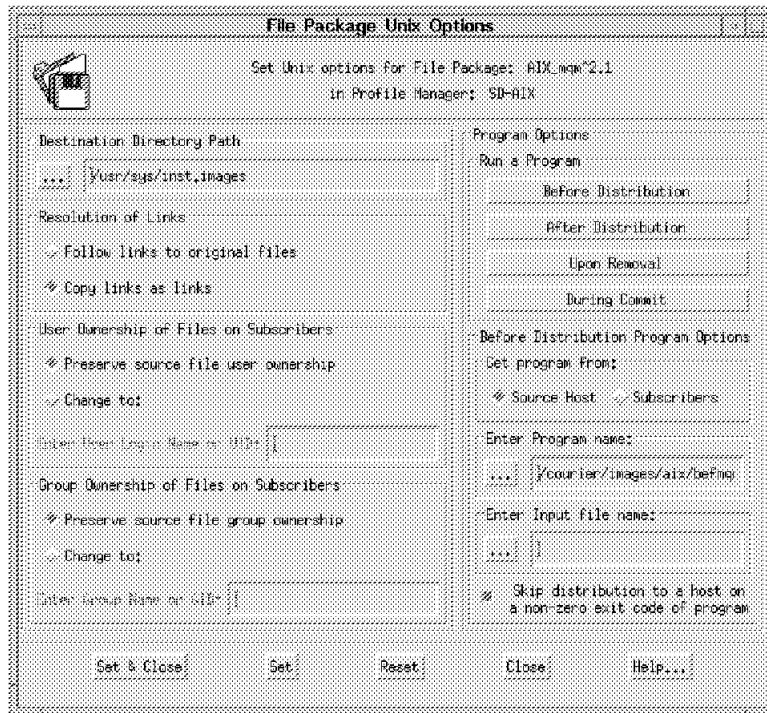 File Package Unix Options
Set Unix options for File Package: AIX_mqm^2.1
in Profile Manager: SD-AIX
Destination Directory Path
... /usr/sys/inst.images
Resolution of Links
Follow links to original files
Copy links as links
User Ownership of Files on Subscribers
Preserve source file user ownership
Change to:
Enter User Login Name or UID:
Group Ownership of Files on Subscribers
Preserve source file group ownership
Change to:
Enter Group Name or GID:
Program Options
Run a Program
Before Distribution
After Distribution
Upon Removal
During Commit
Before Distribution Program Options
Get program from:
Source Host Subscribers
Enter Program name:
... /courier/images/aix/befmq
Enter Input file name:
...
Skip distribution to a host on
a non-zero exit code of program
Set & Close Set Reset Close Help...